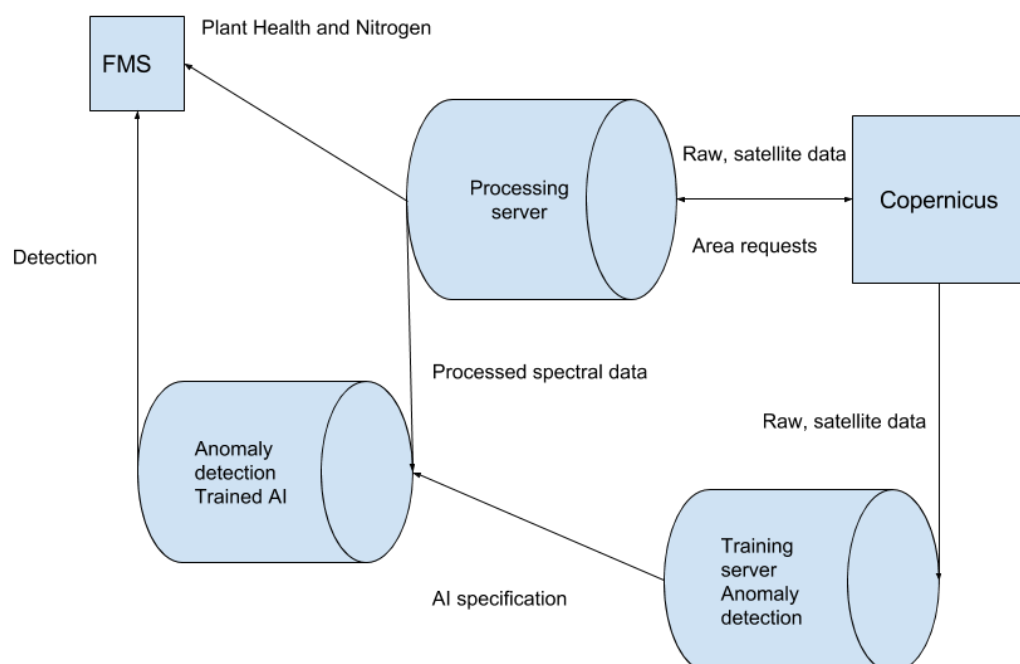 Plant Health and Nitrogen
FMS
Raw, satellite data
Processing
server
Copernicus
Area requests
Detection
Processed spectral data
Raw, satellite data
Anomaly
detection
Trained AI
Training
server
Anomaly
detection
AI specification